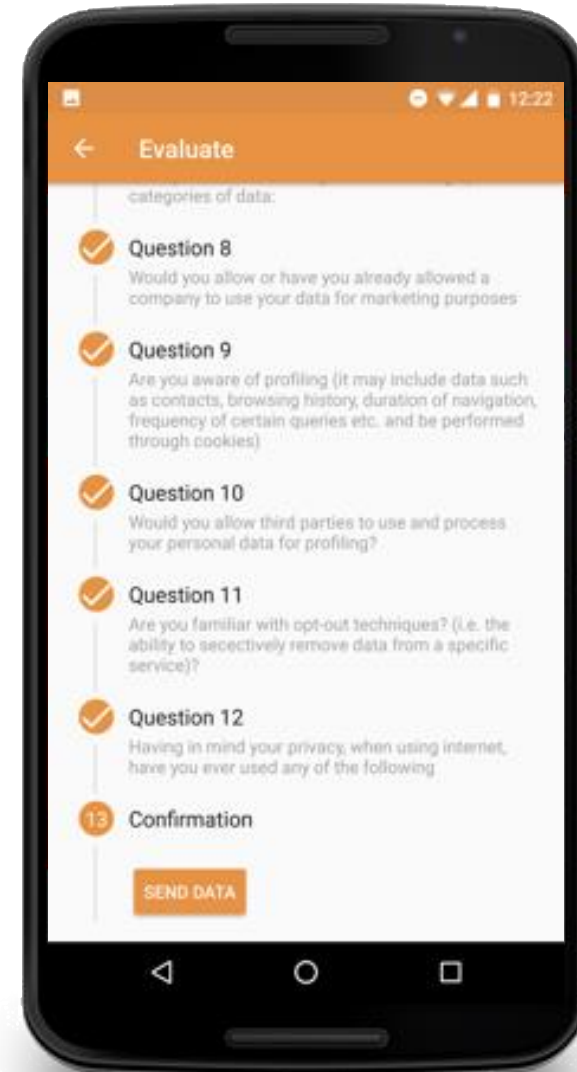 12:22
Evaluate
categories of data:
Question 8
Would you allow or have you already allowed a
company to use your data for marketing purposes
Question 9
Are you aware of profiling (it may include data such
as contacts, browsing history, duration of navigation,
frequency of certain queries etc. and be performed
through cookies)
Question 10
Would you allow third parties to use and process
your personal data for profiling?
Question 11
Are you familiar with opt-out techniques? (i.e. the
ability to secectively remove data from a specific
service)?
Question 12
Having in mind your privacy, when using internet,
have you ever used any of the following
13 Confirmation
SEND DATA